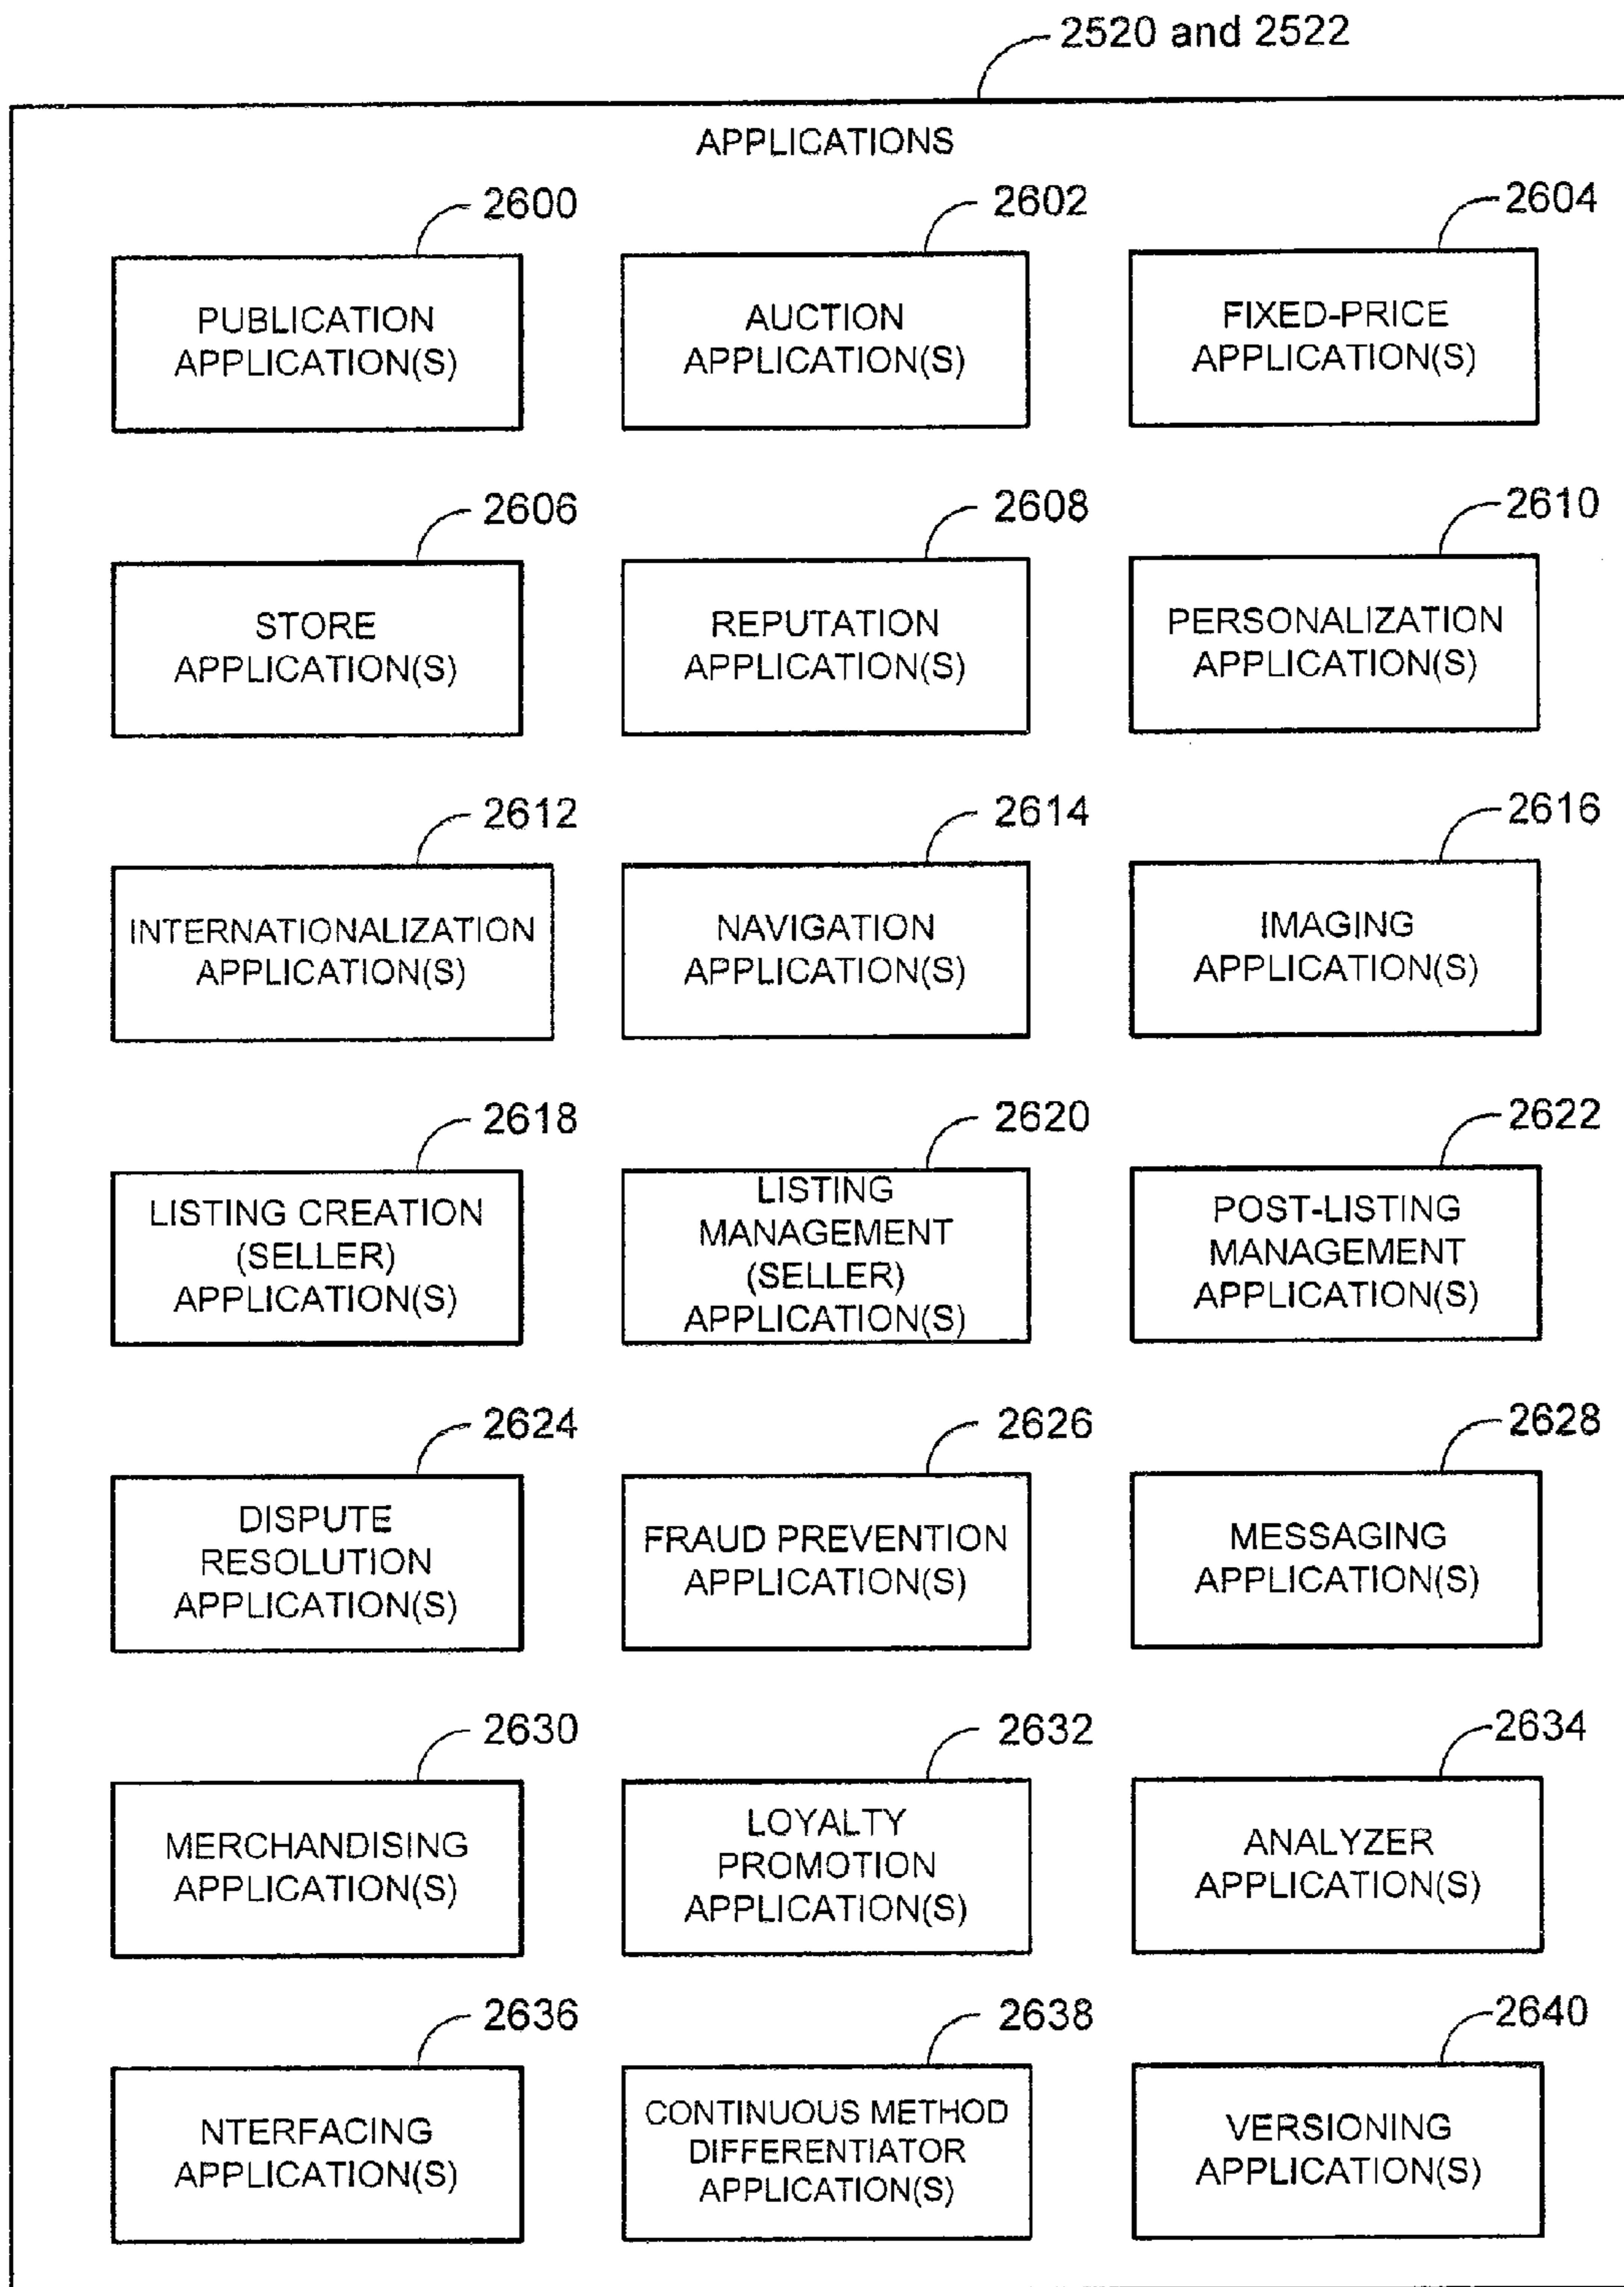 2520 and 2522
APPLICATIONS
2600
PUBLICATION
APPLICATION(S)
2602
AUCTION
APPLICATION(S)
2604
FIXED-PRICE
APPLICATION(S)
2606
STORE
APPLICATION(S)
2608
REPUTATION
APPLICATION(S)
2610
PERSONALIZATION
APPLICATION(S)
2612
INTERNATIONALIZATION
APPLICATION(S)
2614
NAVIGATION
APPLICATION(S)
2616
IMAGING
APPLICATION(S)
2618
LISTING CREATION
(SELLER)
APPLICATION(S)
2620
LISTING
MANAGEMENT
(SELLER)
APPLICATION(S)
2622
POST-LISTING
MANAGEMENT
APPLICATION(S)
2624
DISPUTE
RESOLUTION
APPLICATION(S)
2626
FRAUD PREVENTION
APPLICATION(S)
2628
MESSAGING
APPLICATION(S)
2630
MERCHANDISING
APPLICATION(S)
2632
LOYALTY
PROMOTION
APPLICATION(S)
2634
ANALYZER
APPLICATION(S)
2636
NTERFACING
APPLICATION(S)
2638
CONTINUOUS METHOD
DIFFERENTIATOR
APPLICATION(S)
2640
VERSIONING
APPLICATION(S)